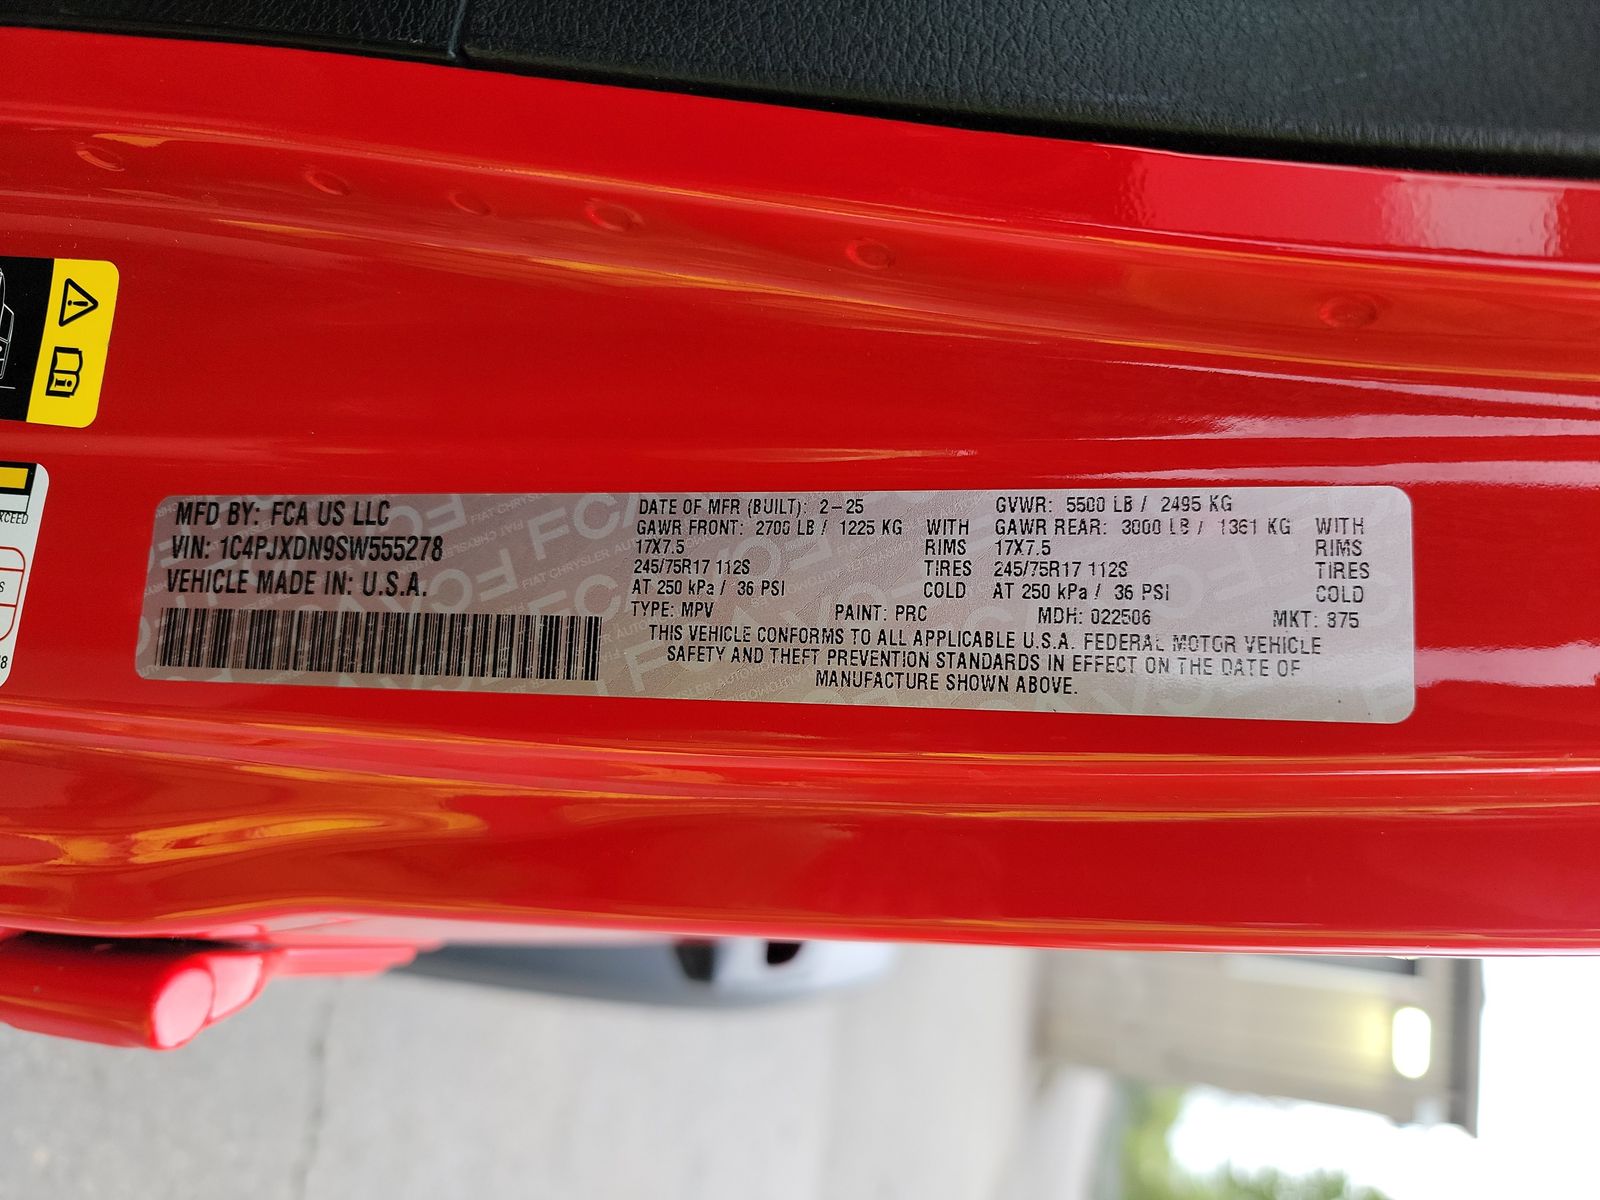 MFD BY: FCA US LLC
VIN: 1C4PJXDN9SW555278
VEHICLE MADE IN: U.S.A.
DATE OF MFR (BUILT): 2-25 GVWR: 5500 LB / 2495 KG
GAWR FRONT: 2700 LB / 1225 KG WITH GAWR REAR: 3000 LB / 1361 KG WITH
17X7.5 RIMS 17X7.5 RIMS
245/75R17 112S TIRES 245/75R17 112S TIRES
AT 250 kPa / 36 PSI COLD AT 250 kPa / 36 PSI COLD
TYPE: MPV PAINT: PRC MDH: 022506 MKT: 875
THIS VEHICLE CONFORMS TO ALL APPLICABLE U.S.A. FEDERAL MOTOR VEHICLE
SAFETY AND THEFT PREVENTION STANDARDS IN EFFECT ON THE DATE OF
MANUFACTURE SHOWN ABOVE.